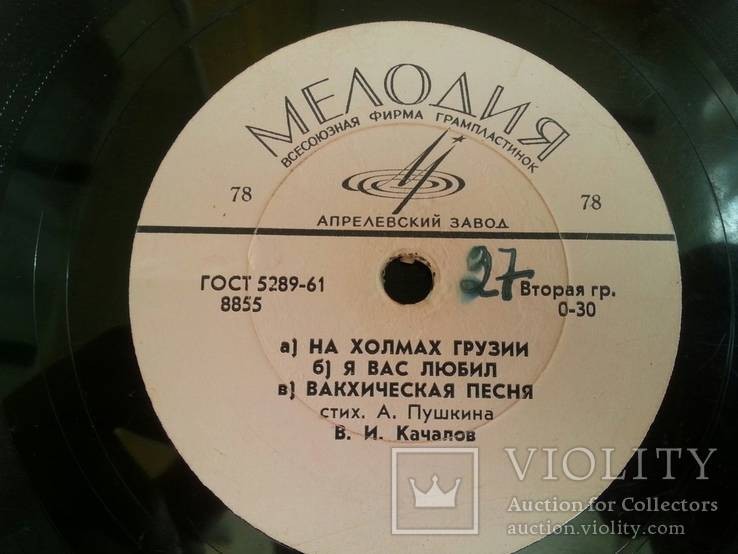 МЕЛОДИЯ
ВСЕСОЮЗНАЯ ФИРМА ГРАМПЛАСТИНОК
78
78
АПРЕЛЕВСКИЙ ЗАВОД
ГОСТ 5289-61
8855
27
Вторая гр.
0-30
а) НА ХОЛМАХ ГРУЗИИ
б) Я ВАС ЛЮБИЛ
в) ВАКХИЧЕСКАЯ ПЕСНЯ
стих. А. Пушкина
В. И. Качалов
VIOLITY
Auction for Collectors
auction.violity.com